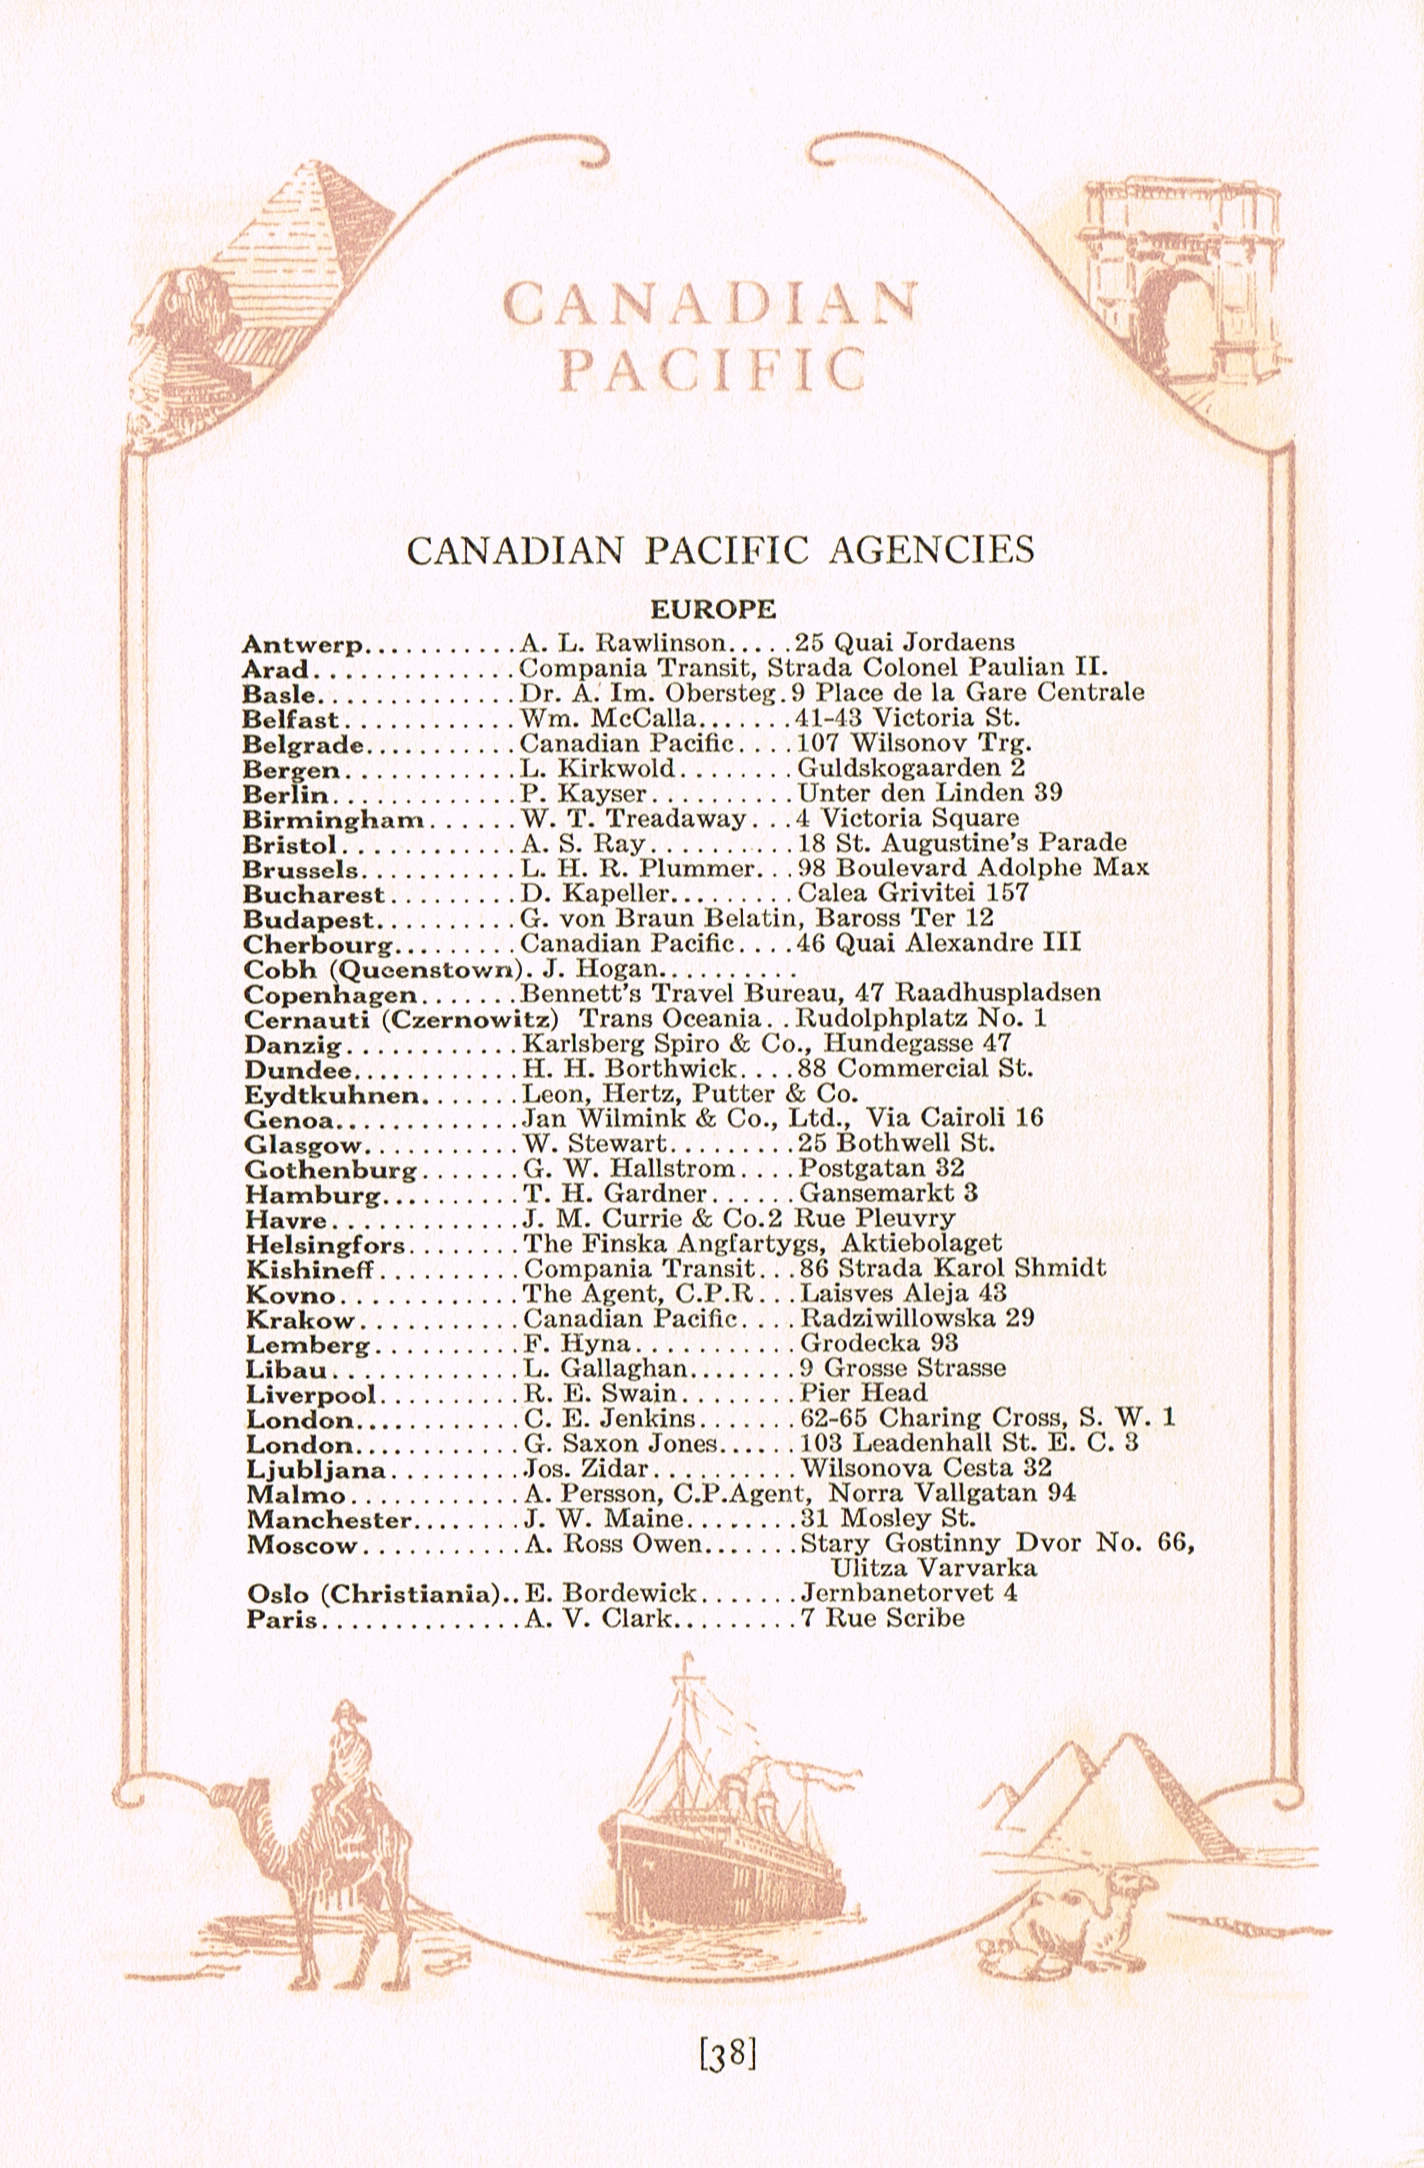 CANADIAN
PACIFIC
CANADIAN PACIFIC AGENCIES
EUROPE
Antwerp...........A. L. Rawlinson.....25 Quai Jordaens
Arad..............Compania Transit, Strada Colonel Paulian II.
Basle..............Dr. A. Im. Obersteg.9 Place de la Gare Centrale
Belfast............Wm. McCalla.......41-43 Victoria St.
Belgrade...........Canadian Pacific....107 Wilsonov Trg.
Bergen............L. Kirkwold........Guldskogaarden 2
Berlin.............P. Kayser..........Unter den Linden 39
Birmingham......W. T. Treadaway...4 Victoria Square
Bristol............A. S. Ray..........18 St. Augustine's Parade
Brussels...........L. H. R. Plummer...98 Boulevard Adolphe Max
Bucharest.........D. Kapeller.........Calea Grivitei 157
Budapest..........G. von Braun Belatin, Baross Ter 12
Cherbourg.........Canadian Pacific....46 Quai Alexandre III
Cobh (Queenstown). J. Hogan..........
Copenhagen.......Bennett's Travel Bureau, 47 Raadhuspladsen
Cernauti (Czernowitz) Trans Oceania..Rudolphplatz No. 1
Danzig............Karlsberg Spiro & Co., Hundegasse 47
Dundee............H. H. Borthwick....88 Commercial St.
Eydtkuhnen.......Leon, Hertz, Putter & Co.
Genoa.............Jan Wilmink & Co., Ltd., Via Cairoli 16
Glasgow...........W. Stewart.........25 Bothwell St.
Gothenburg.......G. W. Hallstrom....Postgatan 32
Hamburg..........T. H. Gardner......Gansemarkt 3
Havre.............J. M. Currie & Co.2 Rue Pleuvry
Helsingfors........The Finska Angfartygs, Aktiebolaget
Kishineff..........Compania Transit...86 Strada Karol Shmidt
Kovno.............The Agent, C.P.R...Laisves Aleja 43
Krakow...........Canadian Pacific....Radziwillowska 29
Lemberg..........F. Hyna...........Grodecka 93
Libau.............L. Gallaghan........9 Grosse Strasse
Liverpool..........R. E. Swain........Pier Head
London............C. E. Jenkins.......62-65 Charing Cross, S. W. 1
London............G. Saxon Jones......103 Leadenhall St. E. C. 3
Ljubljana.........Jos. Zidar..........Wilsonova Cesta 32
Malmo............A. Persson, C.P.Agent, Norra Vallgatan 94
Manchester........J. W. Maine........31 Mosley St.
Moscow...........A. Ross Owen.......Stary Gostinny Dvor No. 66,
Ulitza Varvarka
Oslo (Christiania)..E. Bordewick.......Jernbanetorvet 4
Paris..............A. V. Clark.........7 Rue Scribe
[38]